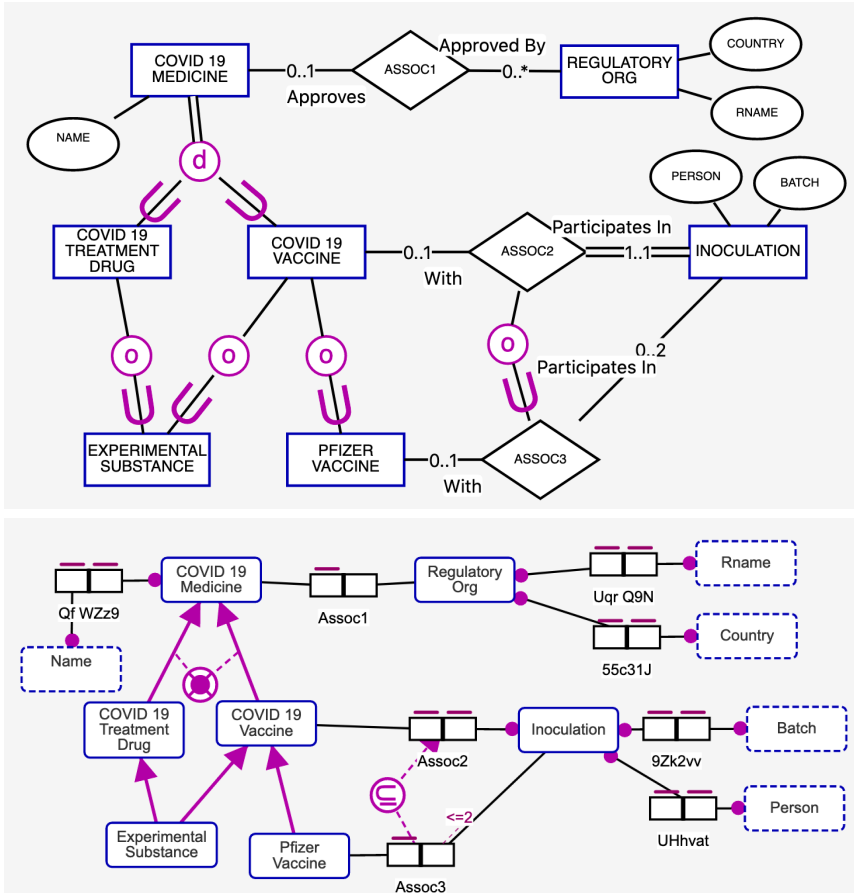 COVID 19
MEDICINE
0..1
Approves
ASSOC1
Approved By
0..*
REGULATORY
ORG
COUNTRY
RNAME
NAME
d
PERSON
BATCH
COVID 19
TREATMENT
DRUG
COVID 19
VACCINE
0..1
With
ASSOC2
Participates In
1..1
INOCULATION
o
o
o
o
0..2
Participates In
EXPERIMENTAL
SUBSTANCE
PFIZER
VACCINE
0..1
With
ASSOC3
Qf WZz9
Name
COVID 19
Medicine
Assoc1
Regulatory
Org
Uqr Q9N
Rname
55c31J
Country
COVID 19
Treatment
Drug
COVID 19
Vaccine
Assoc2
Inoculation
9Zk2vv
Batch
UHhvat
Person
⊆
<=2
Experimental
Substance
Pfizer
Vaccine
Assoc3